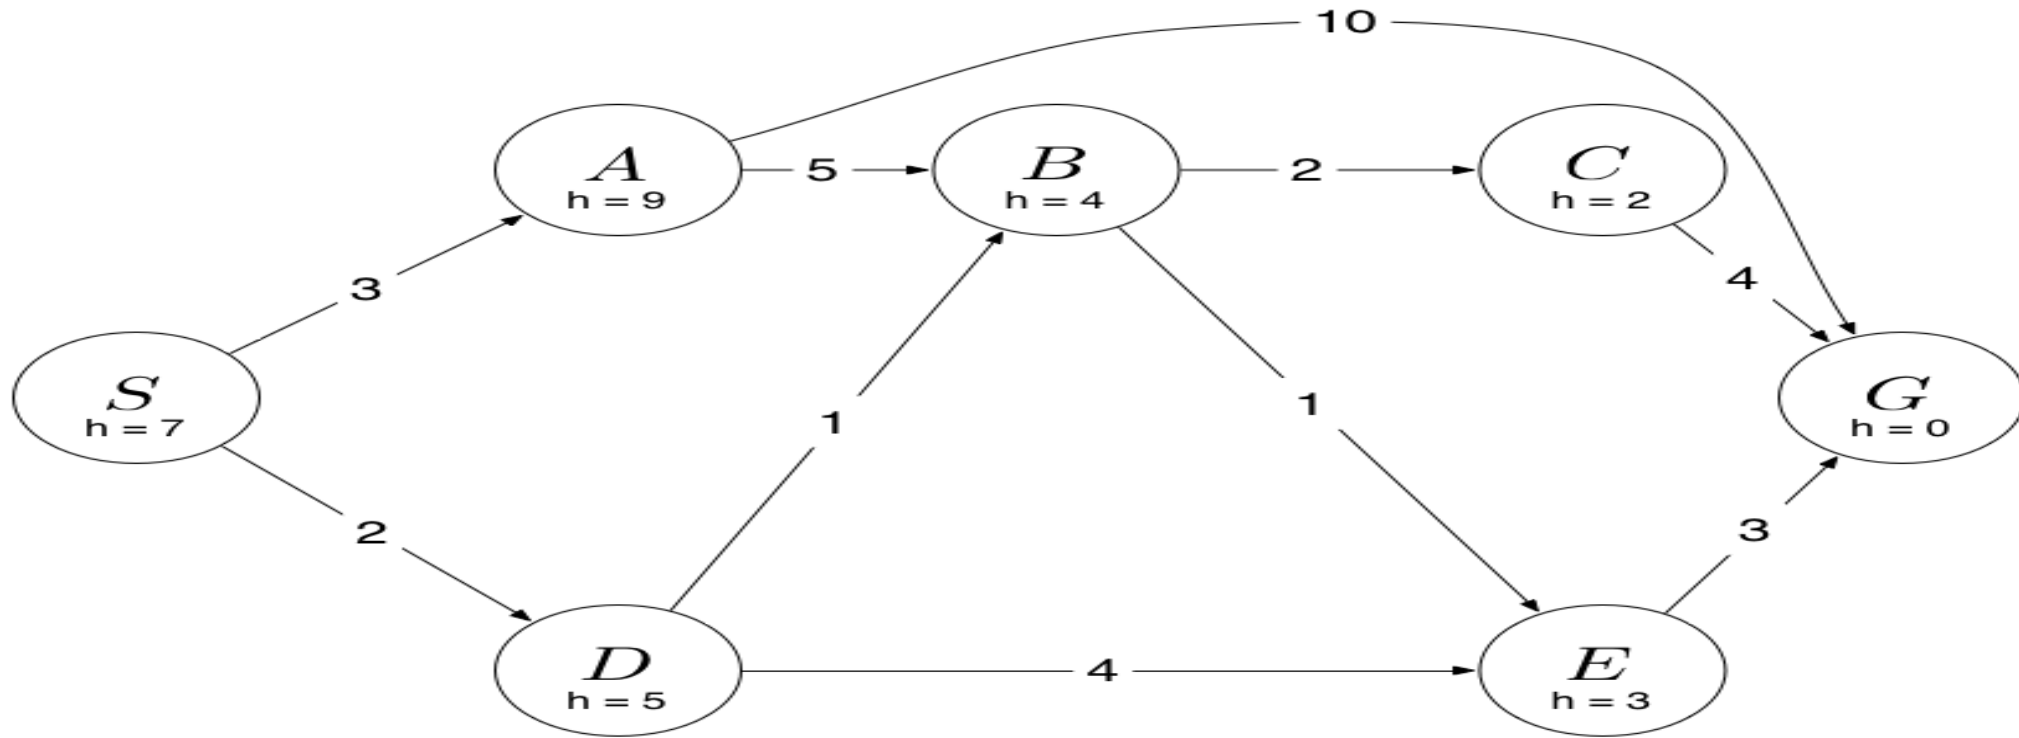 10
A
h = 9
5
B
h = 4
2
C
h = 2
3
4
S
h = 7
1
1
G
h = 0
2
3
D
h = 5
4
E
h = 3